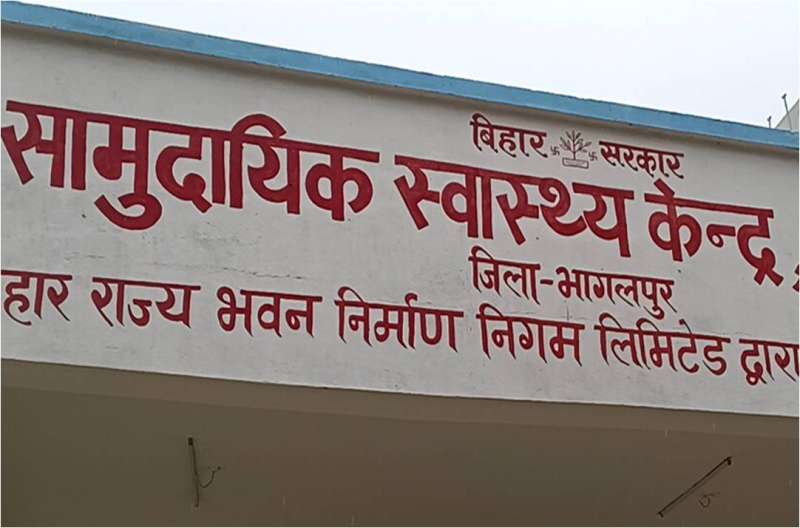 बिहार सरकार
सामुदायिक स्वास्थ्य केन्द्र
जिला-भागलपुर
हार राज्य भवन निर्माण निगम लिमिटेड द्वारा